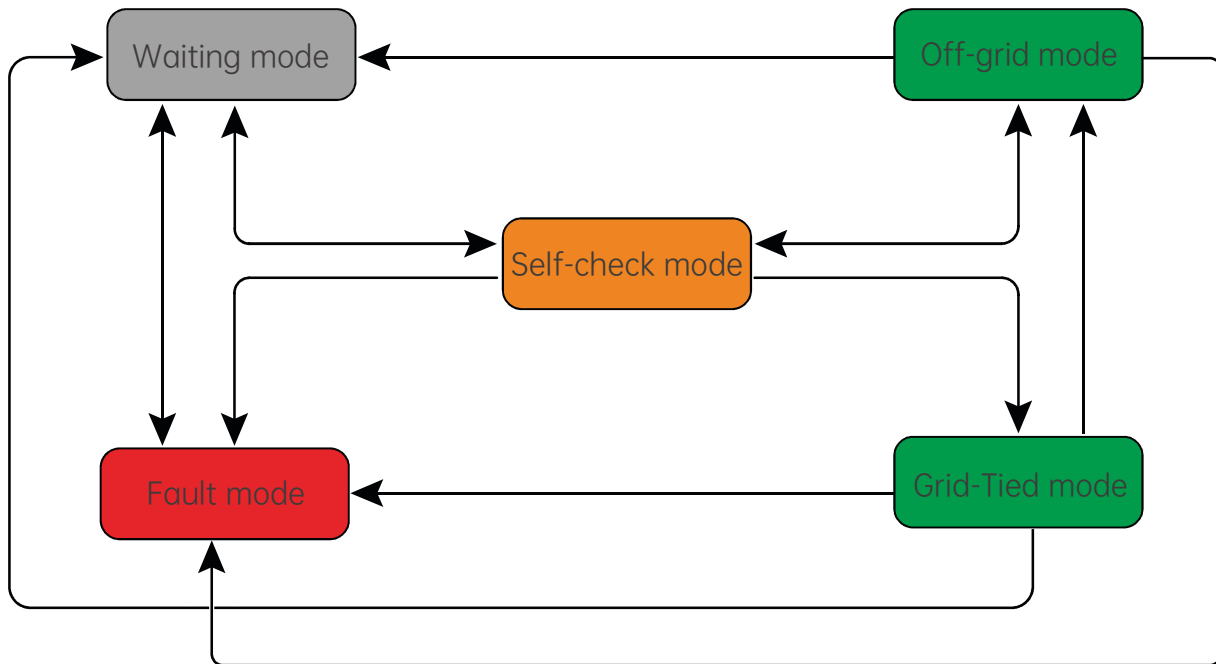 Waiting mode
Off-grid mode
Self-check mode
Fault mode
Grid-Tied mode